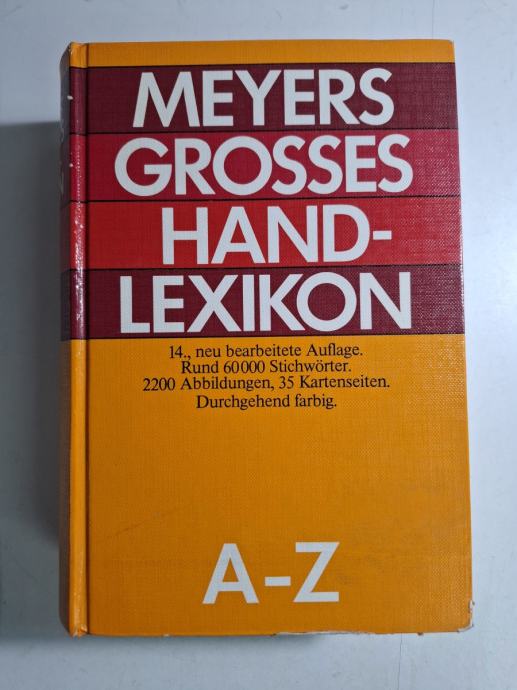 MEYERS
GROSSES
HAND-
LEXIKON
14., neu bearbeitete Auflage.
Rund 60000 Stichwörter.
2200 Abbildungen, 35 Kartenseiten.
Durchgehend farbig.
A-Z